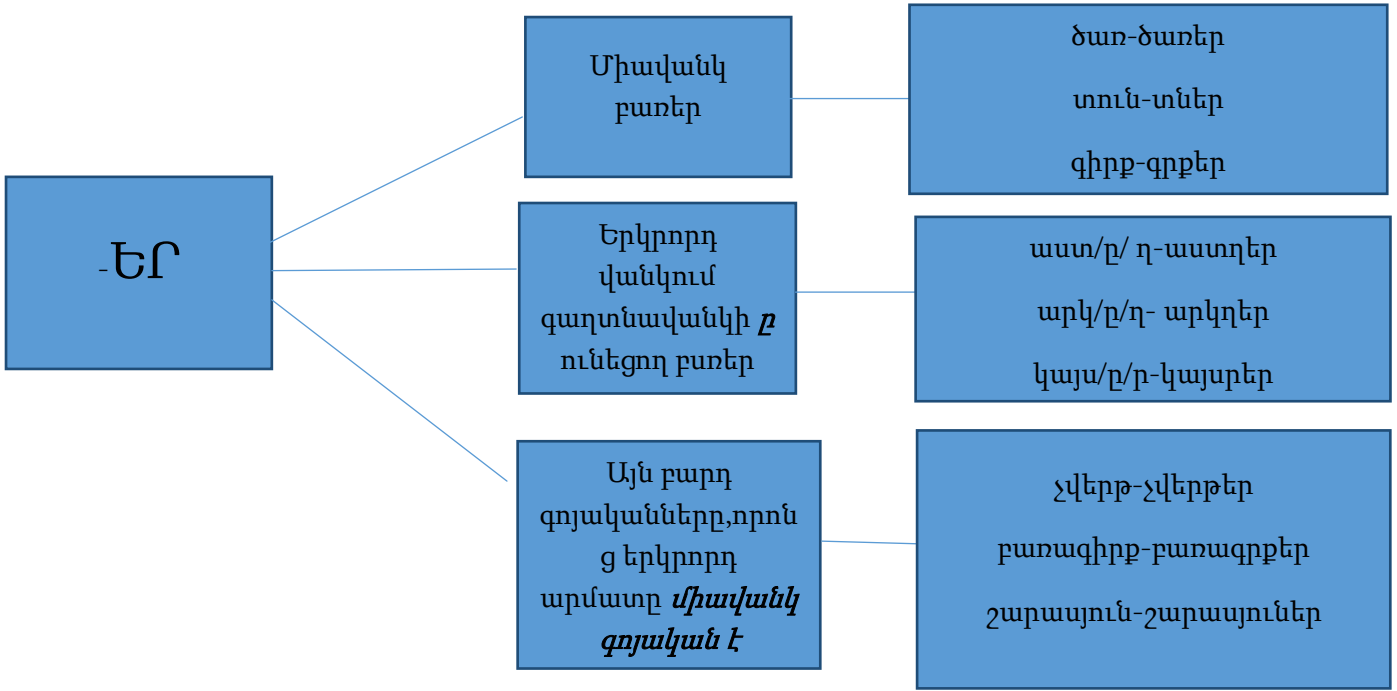 -ԵՐ
Միավանկ
բառեր
ծառ-ծառեր
տուն-տներ
գիրք-գրքեր
Երկրորդ
վանկում
գաղտնավանկի ը
ունեցող բսռեր
աստ/ը/ ղ-աստղեր
արկ/ը/ղ- արկղեր
կայս/ը/ր-կայսրեր
Այն բարդ
գոյականները,որոն
ց երկրորդ
արմատը միավանկ
գոյական է
չվերթ-չվերթեր
բառագիրք-բառագրքեր
շարասյուն-շարասյուներ